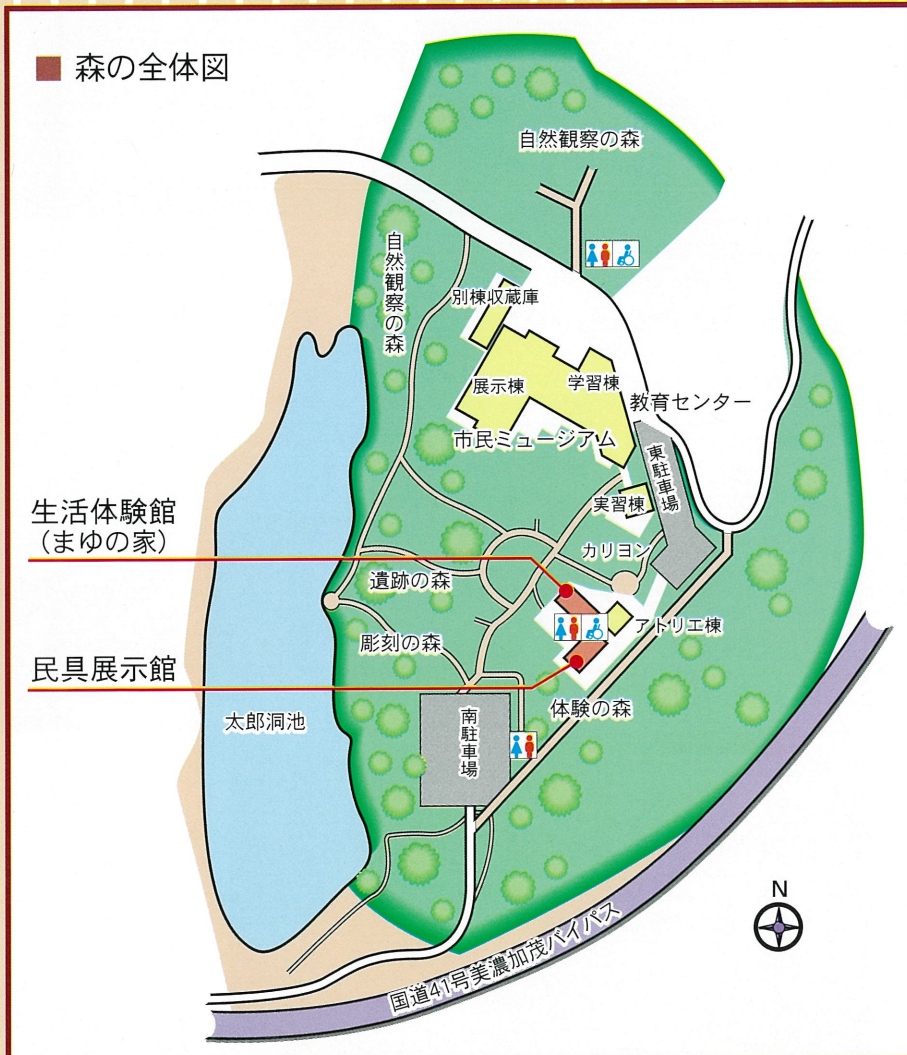 ■ 森の全体図
自然観察の森
自然観察の森
別棟収蔵庫
展示棟
学習棟
教育センター
市民ミュージアム
東駐車場
実習棟
生活体験館
(まゆの家)
カリヨン
遺跡の森
アトリエ棟
彫刻の森
民具展示館
体験の森
太郎洞池
南駐車場
N
国道41号美濃加茂バイパス